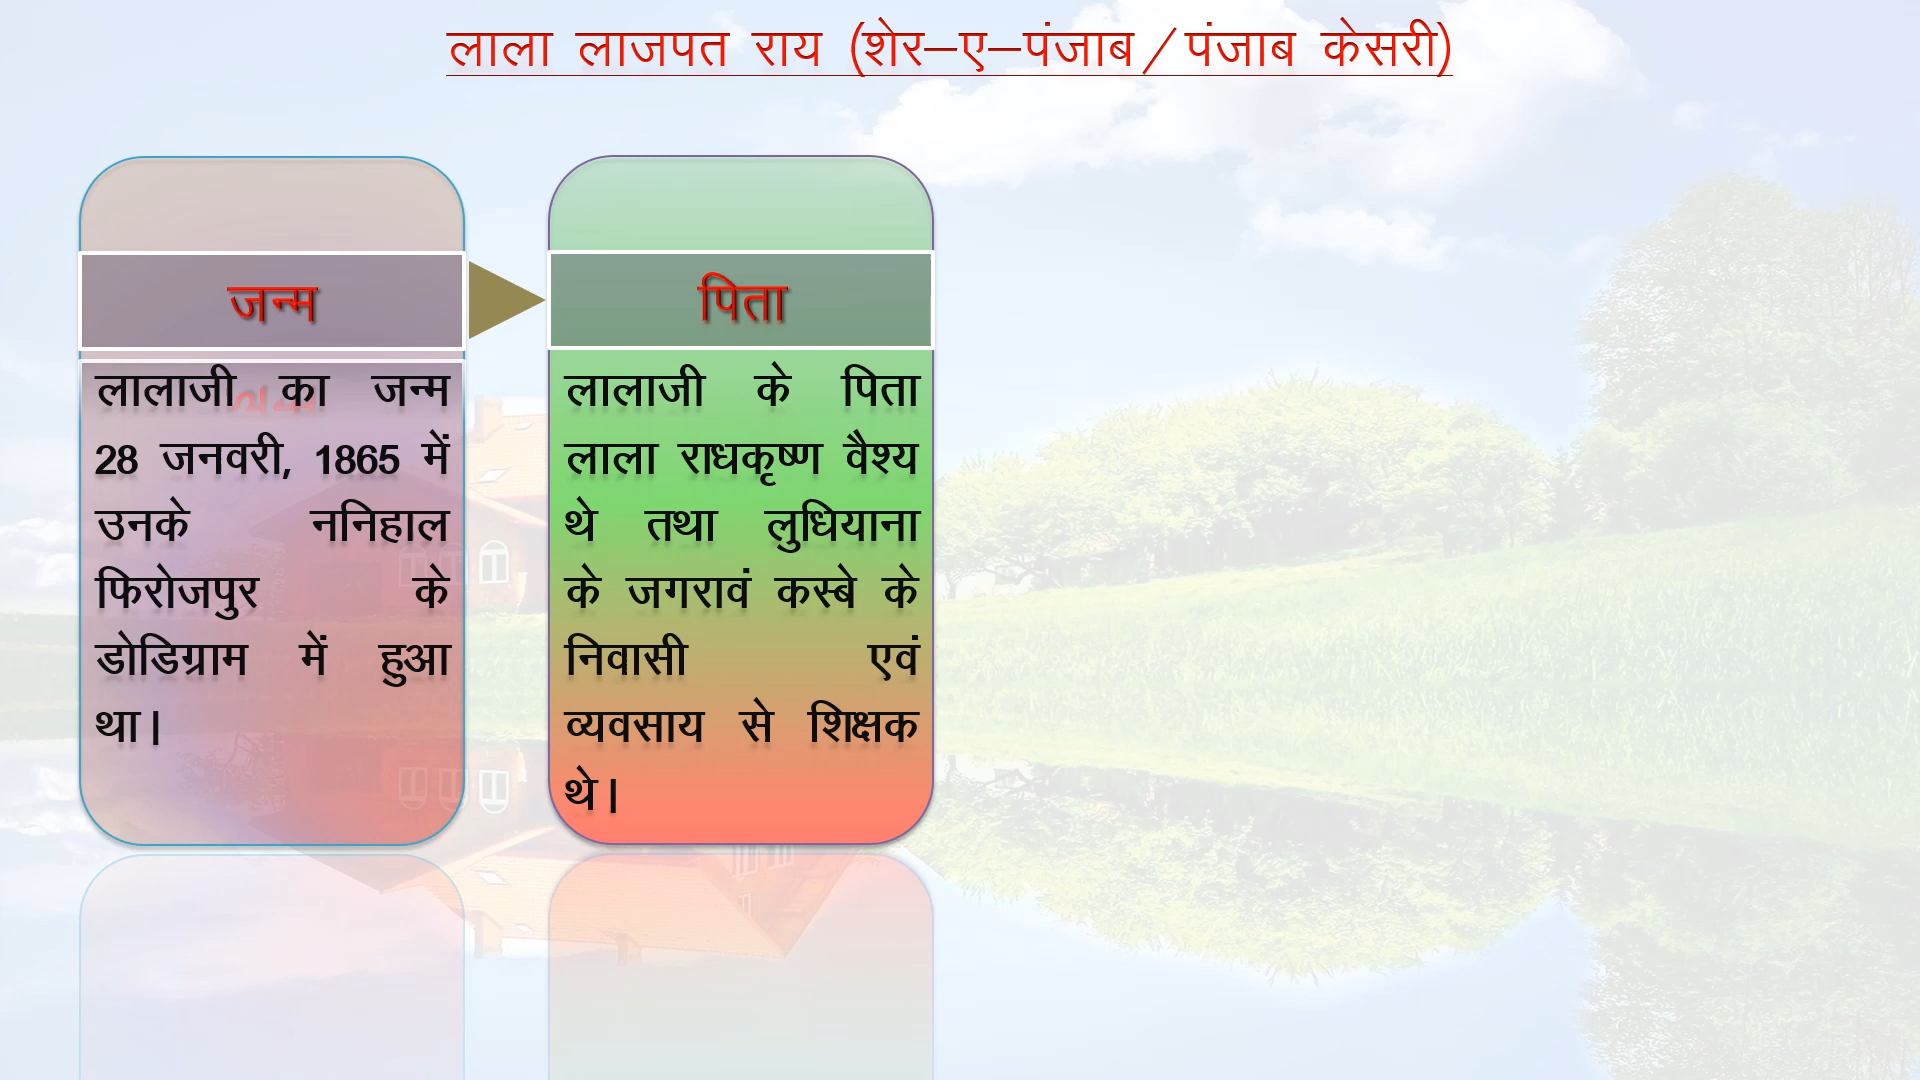 लाला लाजपत राय (शेर–ए–पंजाब/पंजाब केसरी)
जन्म
लालाजी का जन्म
28 जनवरी, 1865 में
उनके ननिहाल
फिरोजपुर के
डोडिग्राम में हुआ
था।
पिता
लालाजी के पिता
लाला राधकृष्ण वैश्य
थे तथा लुधियाना
के जगरावं कस्बे के
निवासी एवं
व्यवसाय से शिक्षक
थे।